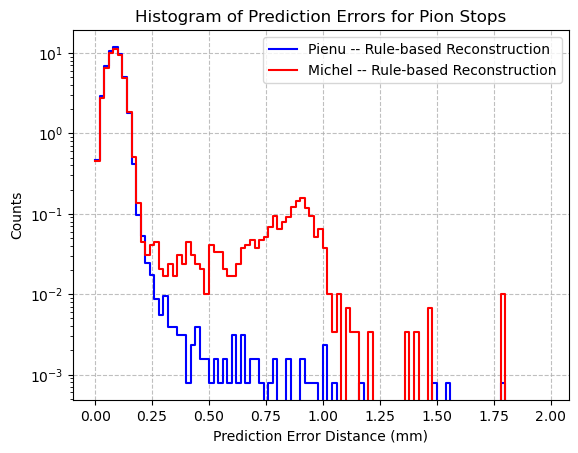 Histogram of Prediction Errors for Pion Stops
Pienu -- Rule-based Reconstruction
Michel -- Rule-based Reconstruction
Counts
10¹
10⁰
10⁻¹
10⁻²
10⁻³
0.00 0.25 0.50 0.75 1.00 1.25 1.50 1.75 2.00
Prediction Error Distance (mm)